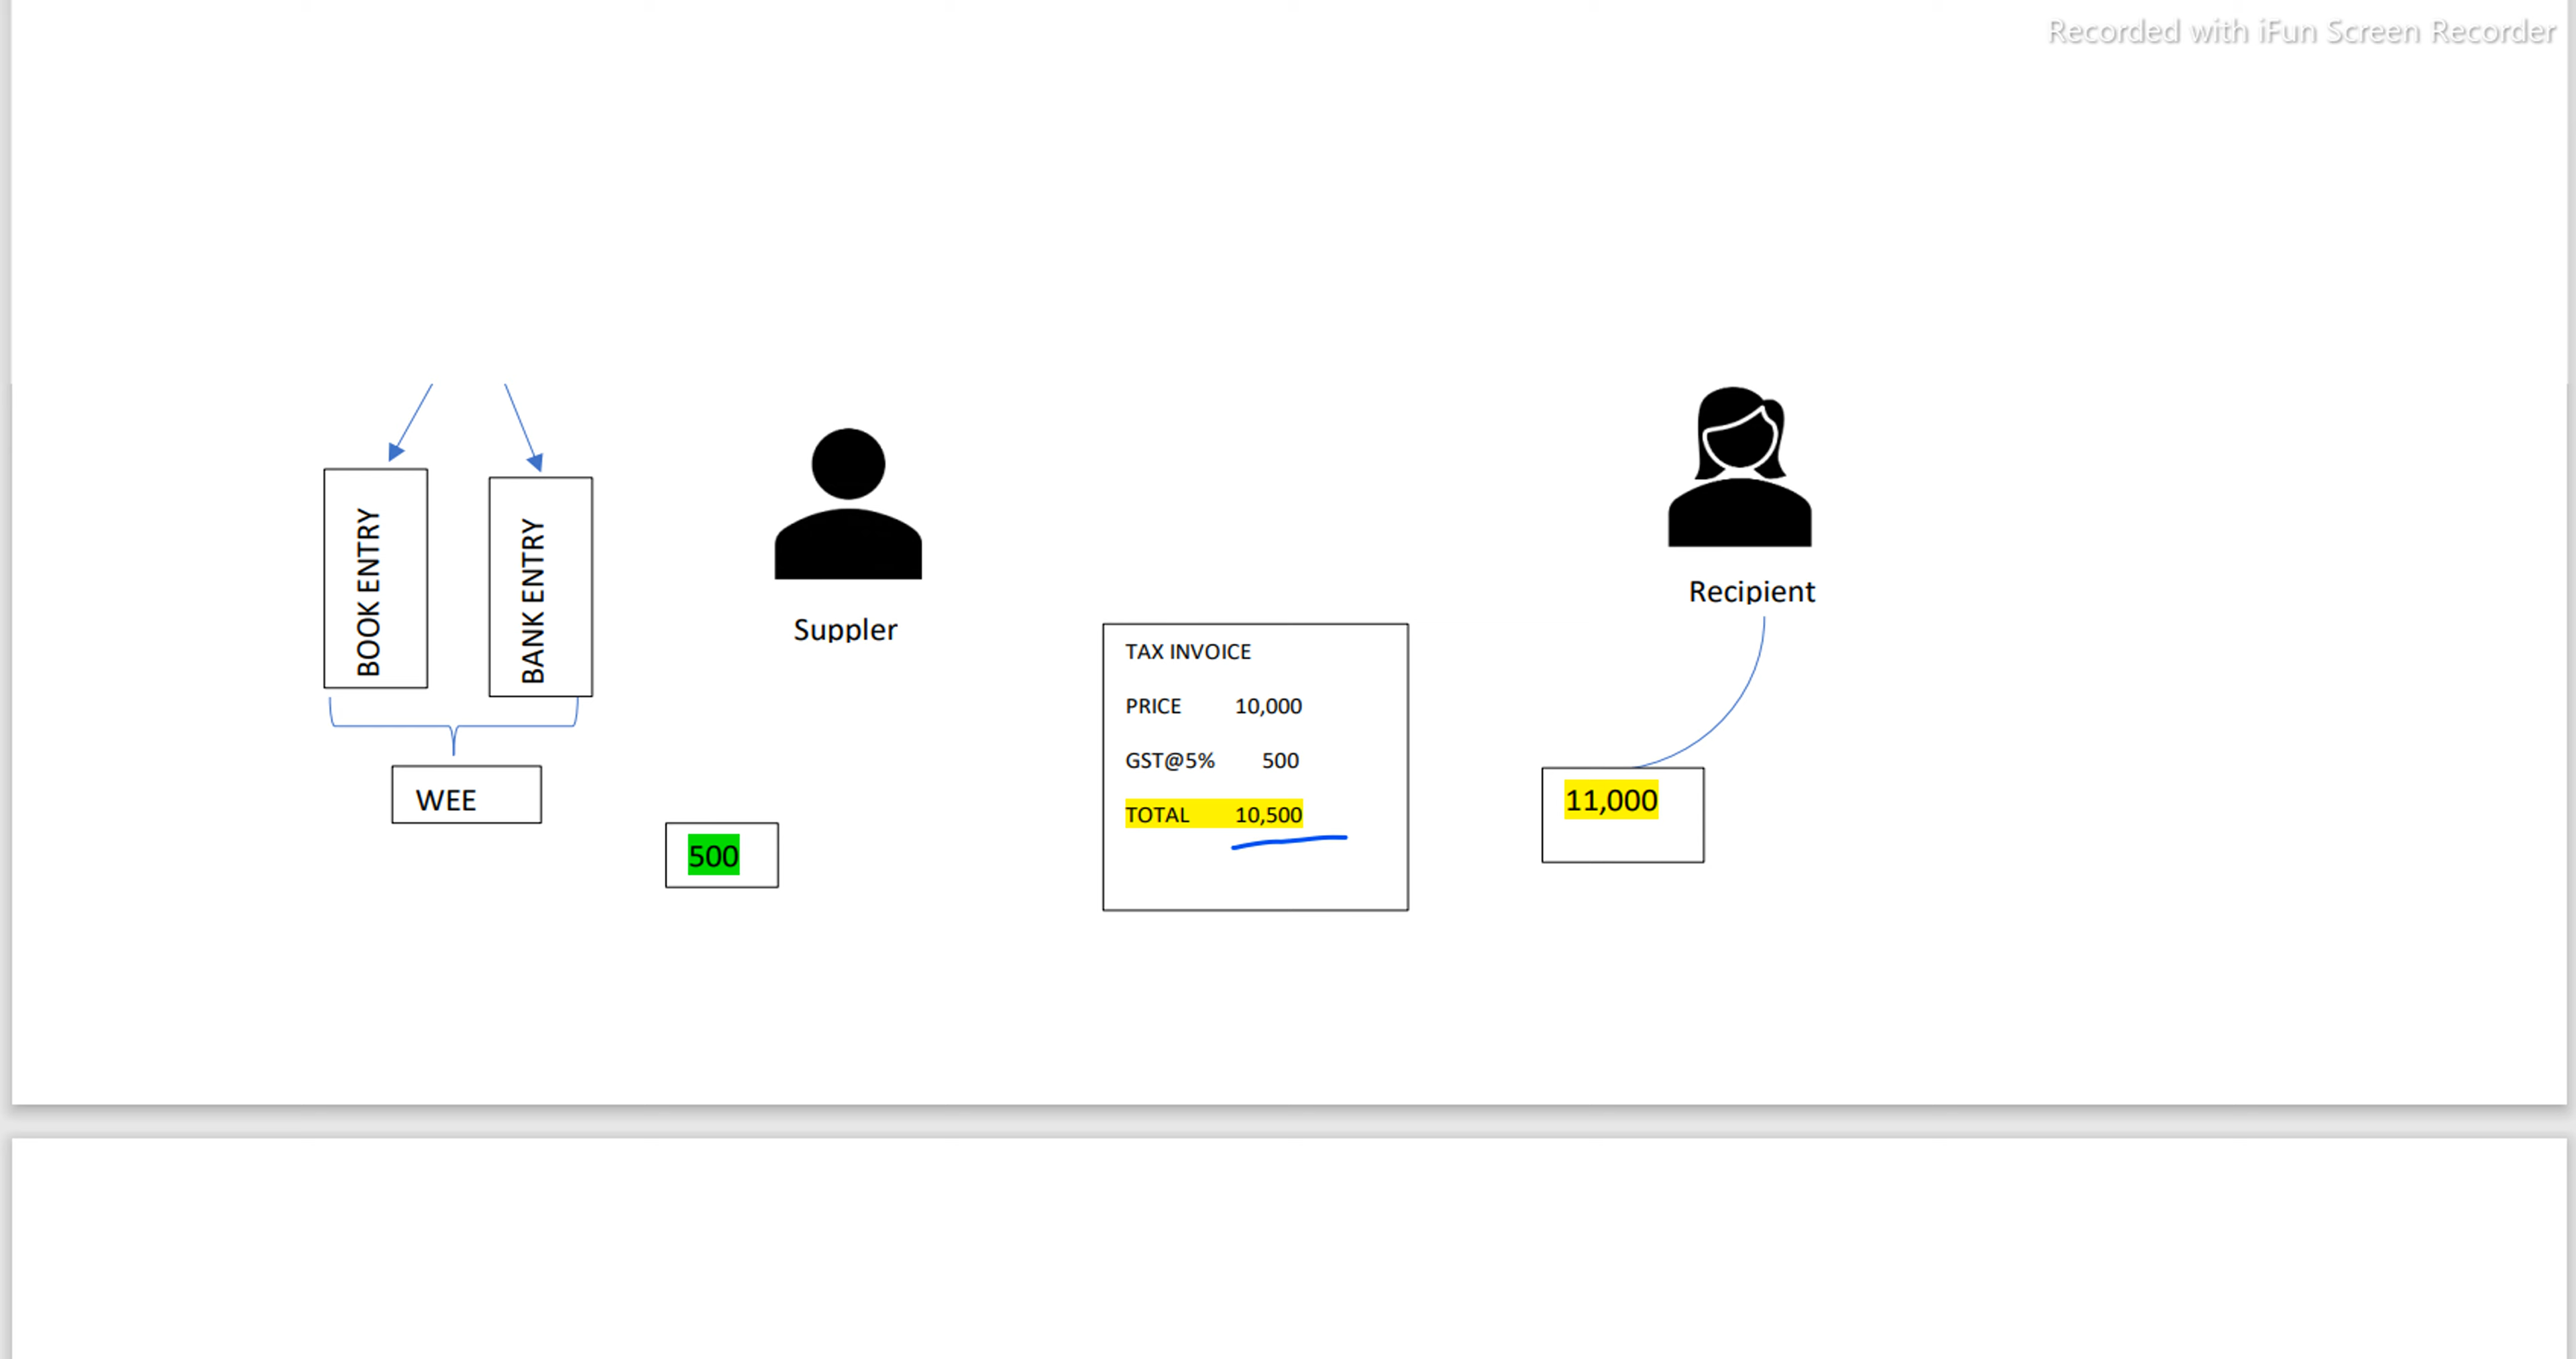 Recorded with iFun Screen Recorder
BOOK ENTRY
BANK ENTRY
WEE
Suppler
500
TAX INVOICE
PRICE 10,000
GST@5% 500
TOTAL 10,500
Recipient
11,000